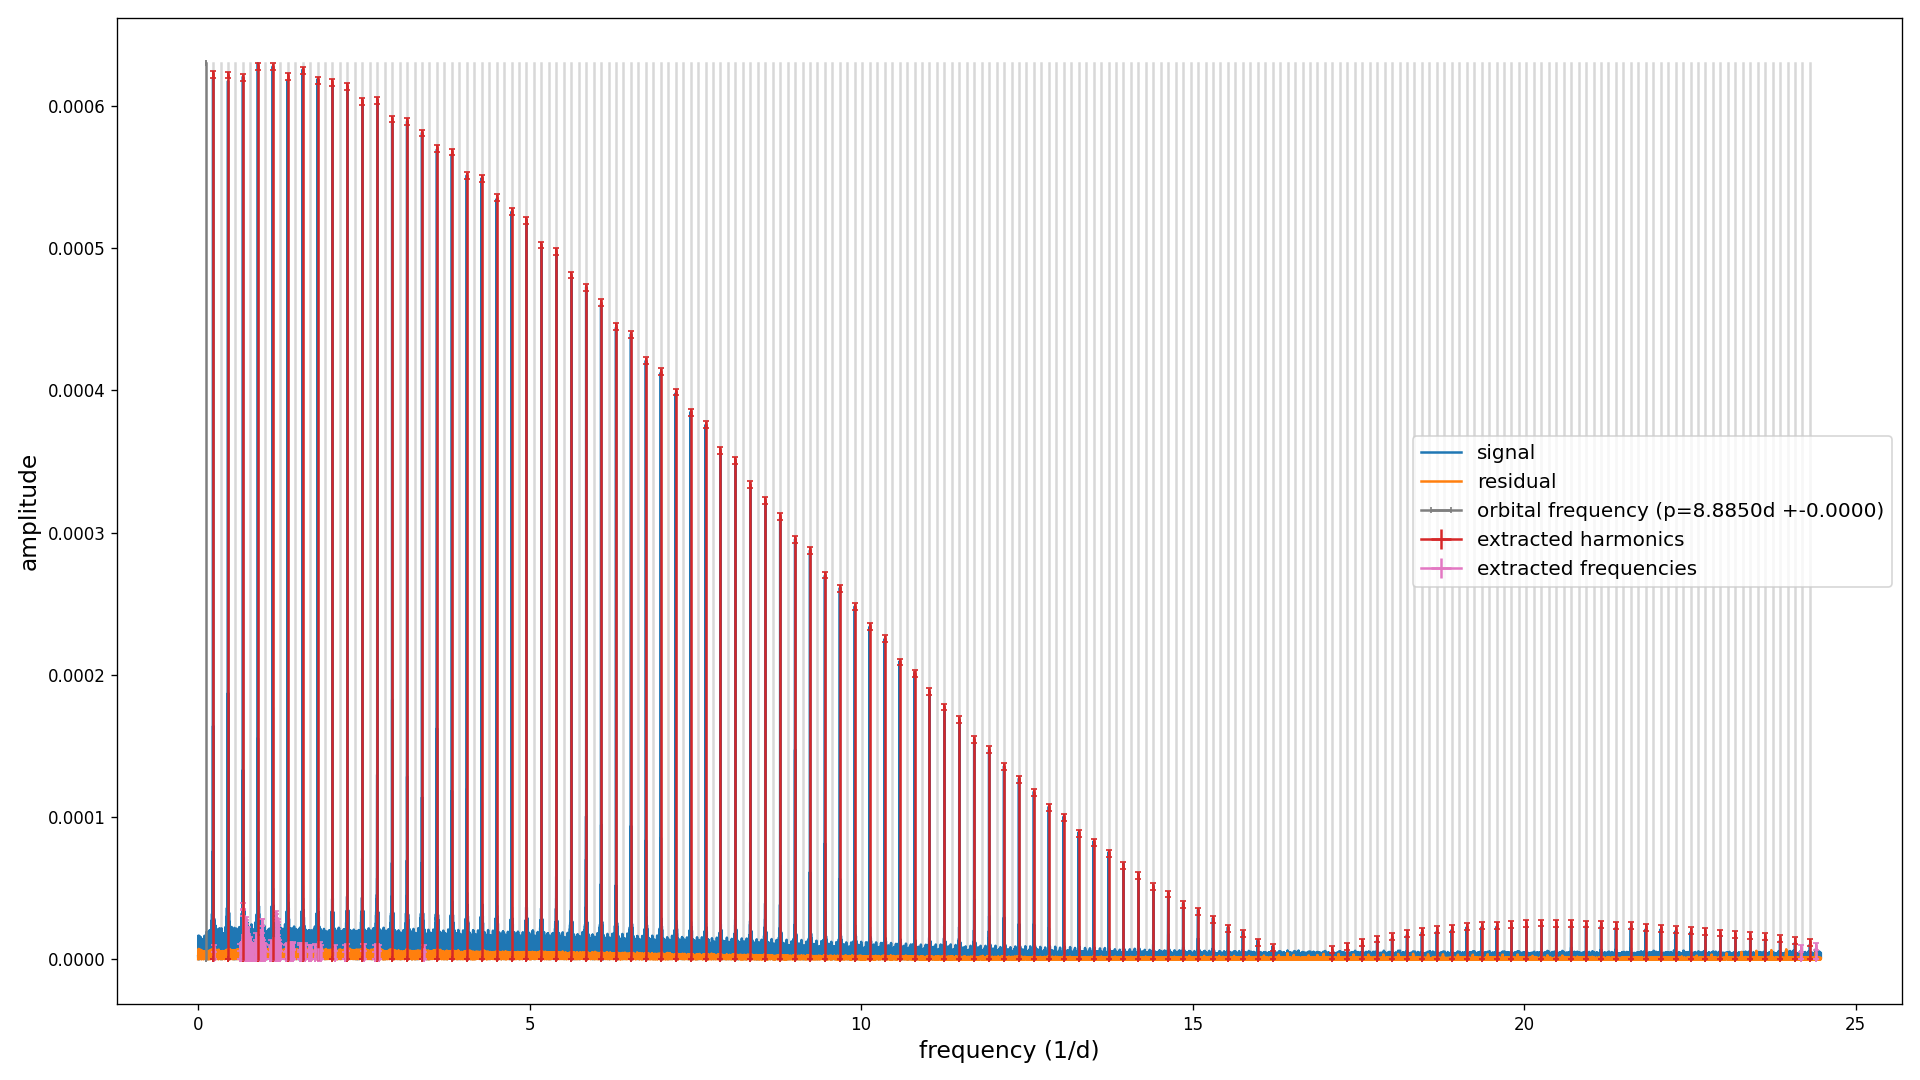 0.0006
0.0005
0.0004
0.0003
0.0002
0.0001
0.0000
amplitude
signal
residual
orbital frequency (p=8.8850d +-0.0000)
extracted harmonics
extracted frequencies
0 5 10 15 20 25
frequency (1/d)